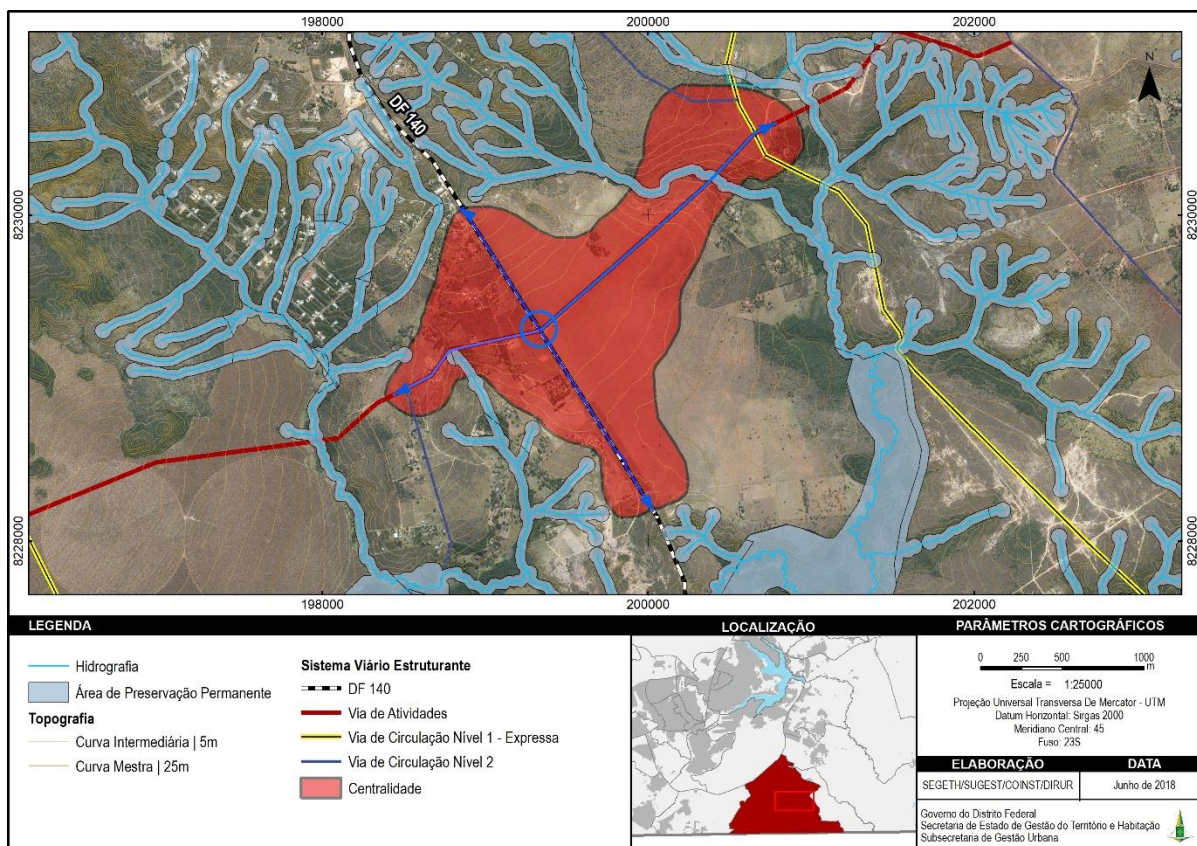 198000
200000
202000
N
DF 140
8230000
8230000
8228000
8228000
198000
200000
202000
LEGENDA
Hidrografia
Área de Preservação Permanente
Topografia
Curva Intermediária | 5m
Curva Mestra | 25m
Sistema Viário Estruturante
DF 140
Via de Atividades
Via de Circulação Nível 1 - Expressa
Via de Circulação Nível 2
Centralidade
LOCALIZAÇÃO
PARÂMETROS CARTOGRÁFICOS
0 250 500 1000
m
Escala = 1:25000
Projeção Universal Transversa De Mercator - UTM
Datum Horizontal: Sirgas 2000
Meridiano Central: 45
Fuso: 23S
ELABORAÇÃO
DATA
SEGETH/SUGEST/COINST/DIRUR
Junho de 2018
Governo do Distrito Federal
Secretaria de Estado de Gestão do Território e Habitação
Subsecretaria de Gestão Urbana